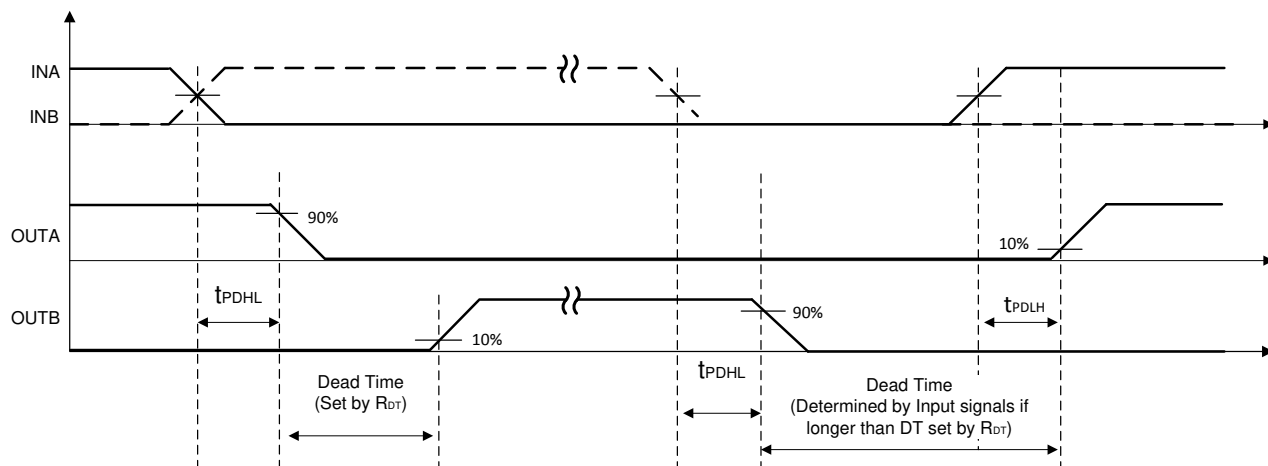 INA
INB
OUTA
90%
10%
tPDHL
tPDLH
OUTB
10%
90%
tPDHL
Dead Time
(Set by RDT)
Dead Time
(Determined by Input signals if
longer than DT set by RDT)